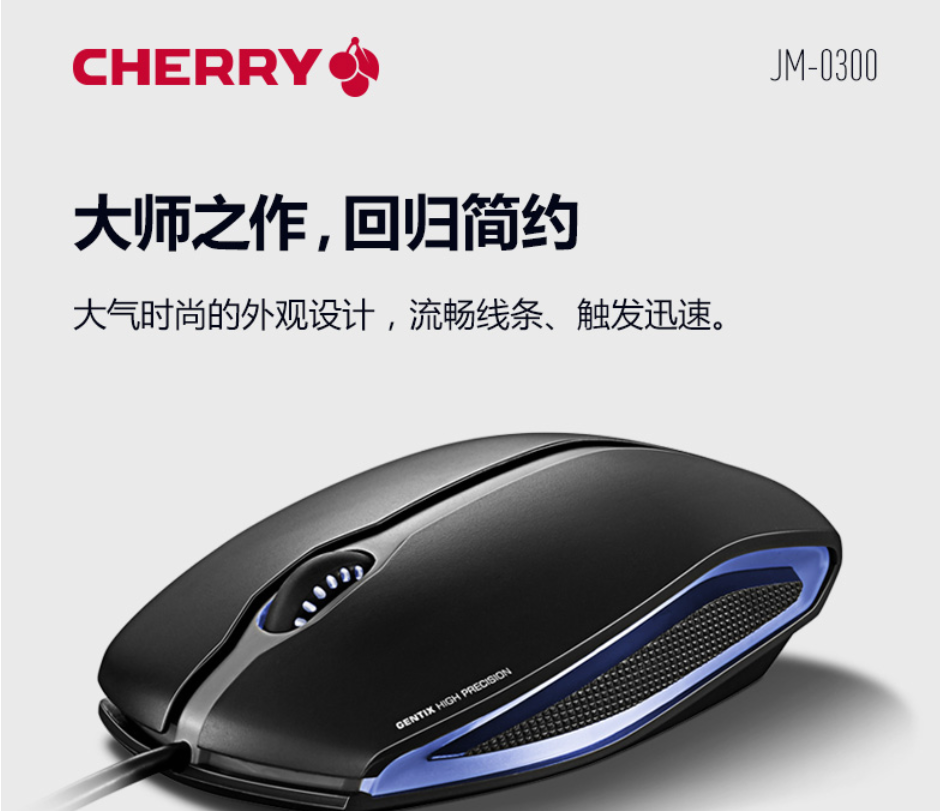 CHERRY
JM-0300
大师之作,回归简约
大气时尚的外观设计，流畅线条、触发迅速。
GENTIX HIGH PRECISION